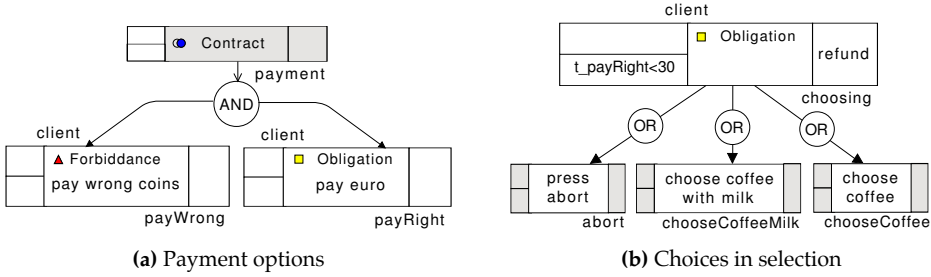 Contract
payment
AND
client
Forbiddance
pay wrong coins
payWrong
client
Obligation
pay euro
payRight
(a) Payment options
client
Obligation
t_payRight<30
refund
choosing
OR
OR
OR
press
abort
abort
choose coffee
with milk
chooseCoffeeMilk
choose
coffee
chooseCoffee
(b) Choices in selection